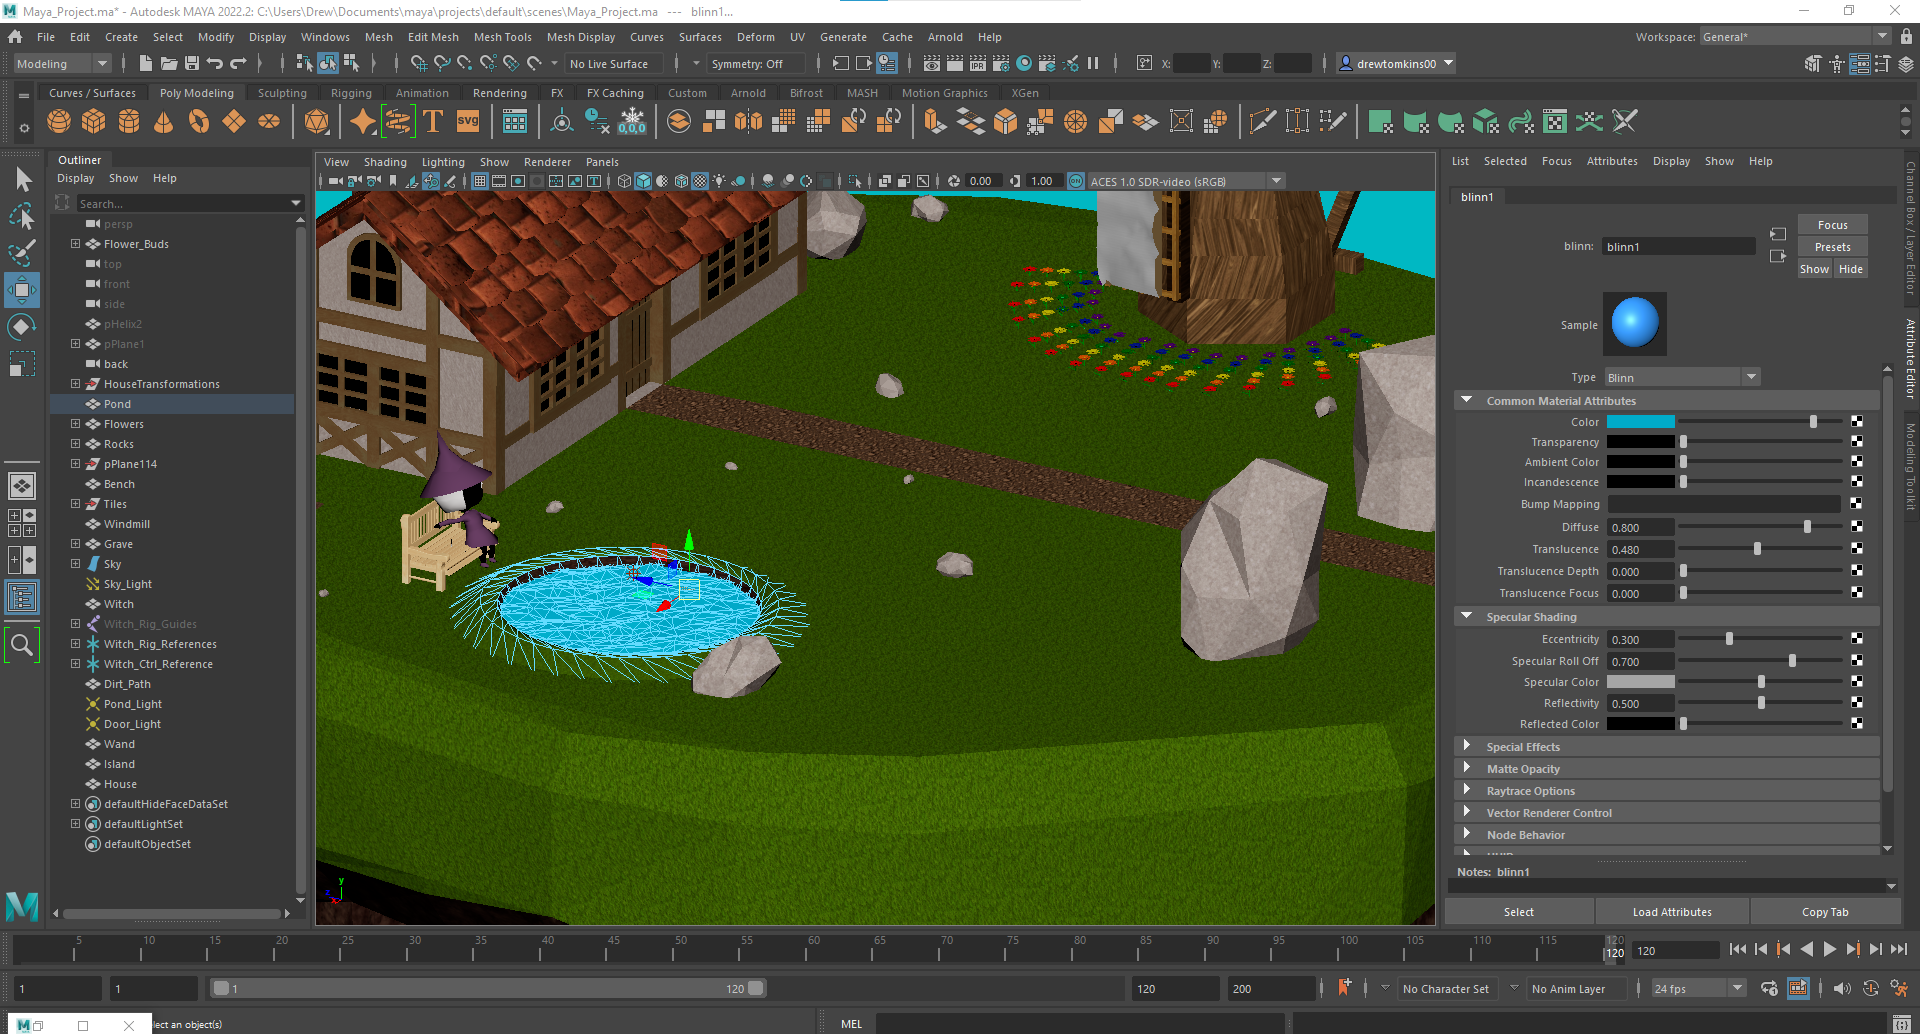 Maya_Project.ma* - Autodesk MAYA 2022.2: C:\Users\Drew\Documents\maya\projects\default\scenes\Maya_Project.ma --- blinn1...
File Edit Create Select Modify Display Windows Mesh Edit Mesh Mesh Tools Mesh Display Curves Surfaces Deform UV Generate Cache Arnold Help Workspace: General*
Modeling No Live Surface Symmetry: Off X: Y: Z: drewtomkins00
Curves / Surfaces Poly Modeling Sculpting Rigging Animation Rendering FX FX Caching Custom Arnold Bifrost MASH Motion Graphics XGen
T svg 0,0,0
Outliner
Display Show Help
Search...
persp
Flower_Buds
top
front
side
pHelix2
pPlane1
back
HouseTransformations
Pond
Flowers
Rocks
pPlane114
Bench
Tiles
Windmill
Grave
Sky
Sky_Light
Witch
Witch_Rig_Guides
Witch_Rig_References
Witch_Ctrl_Reference
Dirt_Path
Pond_Light
Door_Light
Wand
Island
House
defaultHideFaceDataSet
defaultLightSet
defaultObjectSet
View Shading Lighting Show Renderer Panels
0.00 1.00 ON ACES 1.0 SDR-video (sRGB)
y
z
x
List Selected Focus Attributes Display Show Help
blinn1
blinn: blinn1
Focus
Presets
Show Hide
Sample
Type Blinn
Common Material Attributes
Color
Transparency
Ambient Color
Incandescence
Bump Mapping
Diffuse 0.800
Translucence 0.480
Translucence Depth 0.000
Translucence Focus 0.000
Specular Shading
Eccentricity 0.300
Specular Roll Off 0.700
Specular Color
Reflectivity 0.500
Reflected Color
Special Effects
Matte Opacity
Raytrace Options
Vector Renderer Control
Node Behavior
Notes: blinn1
Select Load Attributes Copy Tab
Channel Box / Layer Editor
Attribute Editor
Modeling Toolkit
5 10 15 20 25 30 35 40 45 50 55 60 65 70 75 80 85 90 95 100 105 110 115 120
120 120
1 1 1 120 120 200 No Character Set No Anim Layer 24 fps
lect an object(s) MEL